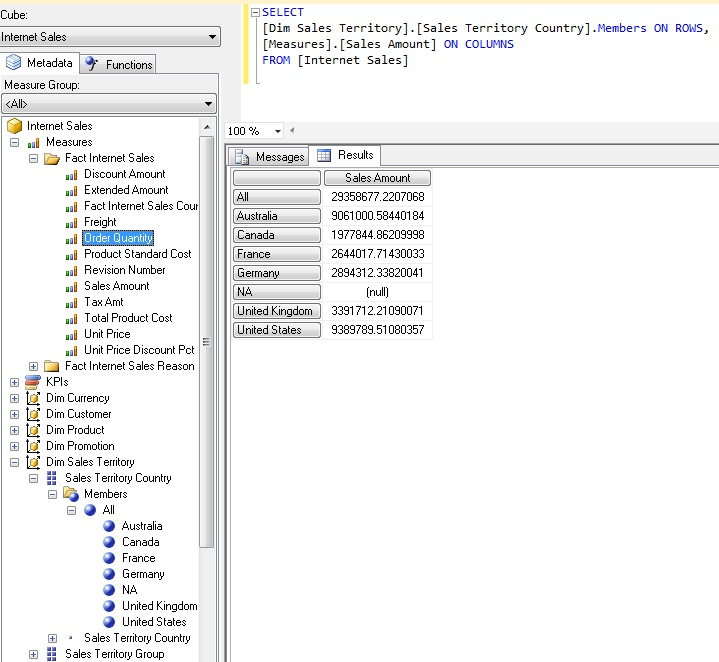 Cube:
Internet Sales
Metadata
Functions
Measure Group:
<All>
Internet Sales
Measures
Fact Internet Sales
Discount Amount
Extended Amount
Fact Internet Sales Cour
Freight
Order Quantity
Product Standard Cost
Revision Number
Sales Amount
Tax Amt
Total Product Cost
Unit Price
Unit Price Discount Pct
Fact Internet Sales Reason
KPIs
Dim Currency
Dim Customer
Dim Product
Dim Promotion
Dim Sales Territory
Sales Territory Country
Members
All
Australia
Canada
France
Germany
NA
United Kingdom
United States
Sales Territory Country
Sales Territory Group
SELECT
[Dim Sales Territory].[Sales Territory Country].Members ON ROWS,
[Measures].[Sales Amount] ON COLUMNS
FROM [Internet Sales]
100 %
Messages
Results
Sales Amount
All 29358677.2207068
Australia 9061000.58440184
Canada 1977844.86209998
France 2644017.71430033
Germany 2894312.33820041
NA (null)
United Kingdom 3391712.21090071
United States 9389789.51080357